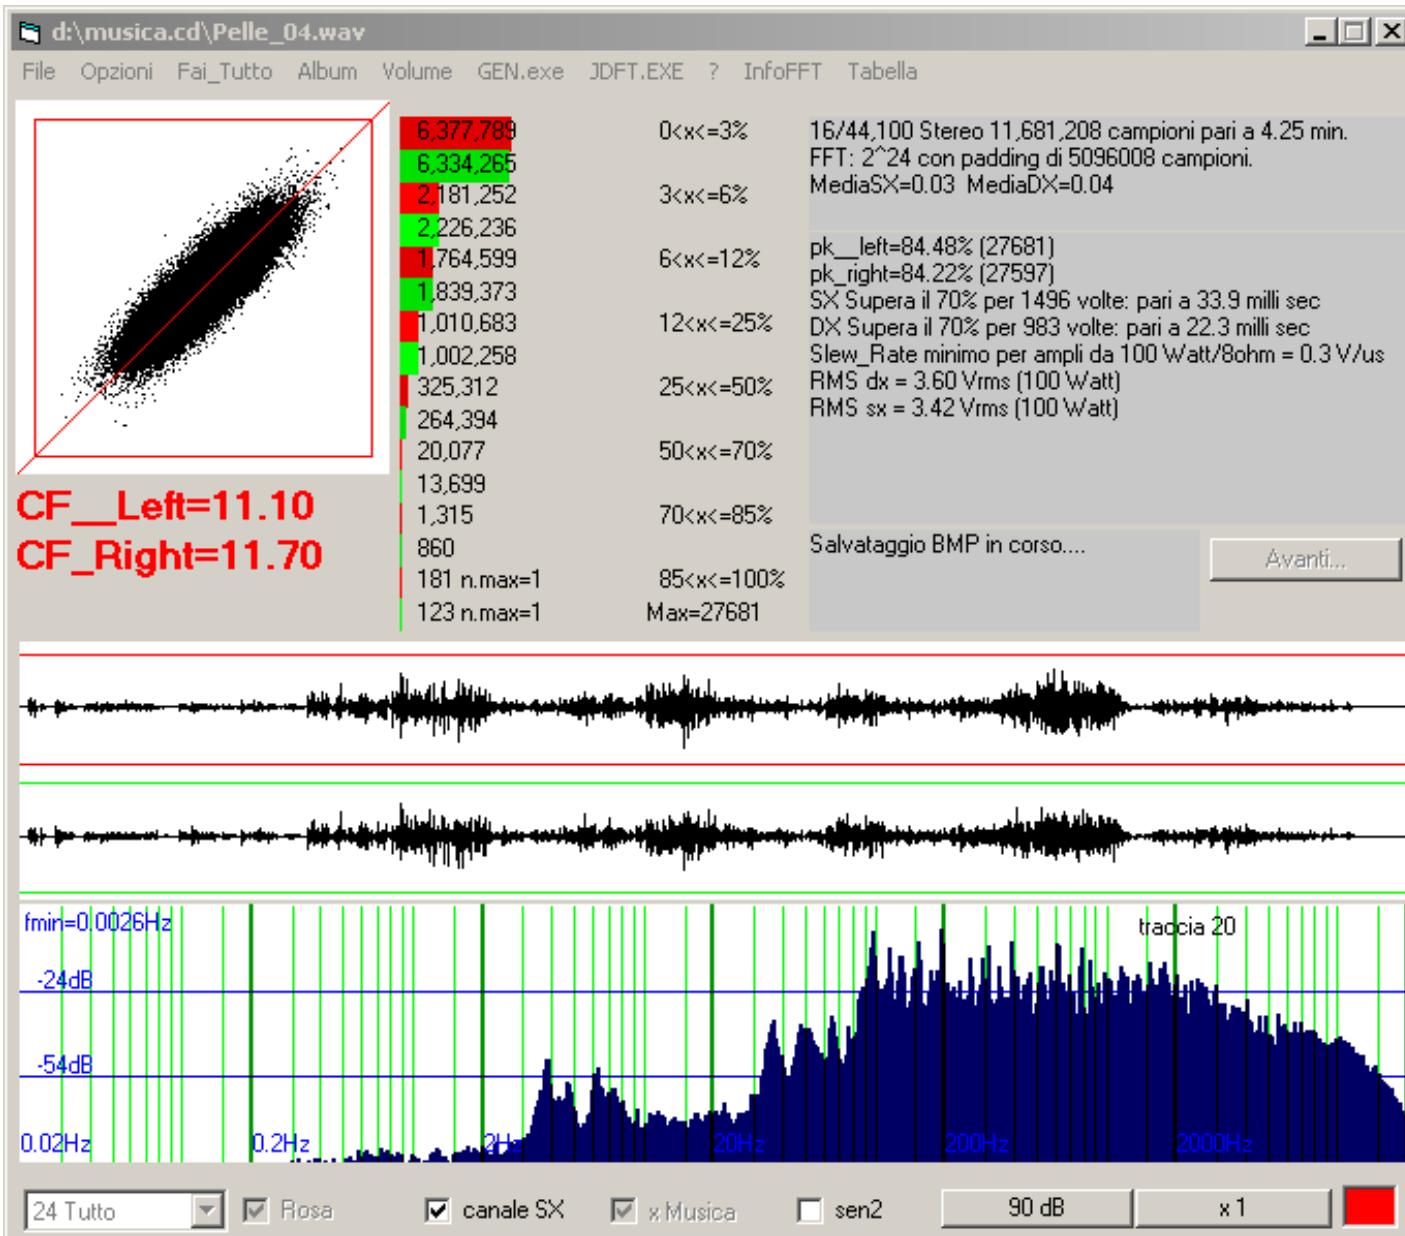 d:\musica.cd\Pelle_04.wav
File Opzioni Fai_Tutto Album Volume GEN.exe JDFT.EXE ? InfoFFT Tabella
6,377,789 0<x<=3%
6,334,265
2,181,252 3<x<=6%
2,226,236
1,764,599 6<x<=12%
1,839,373
1,010,683 12<x<=25%
1,002,258
325,312 25<x<=50%
264,394
20,077 50<x<=70%
13,699
1,315 70<x<=85%
860
181 n.max=1 85<x<=100%
123 n.max=1 Max=27681
16/44,100 Stereo 11,681,208 campioni pari a 4.25 min.
FFT: 2^24 con padding di 5096008 campioni.
MediaSX=0.03 MediaDX=0.04
pk__left=84.48% (27681)
pk_right=84.22% (27597)
SX Supera il 70% per 1496 volte: pari a 33.9 milli sec
DX Supera il 70% per 983 volte: pari a 22.3 milli sec
Slew_Rate minimo per ampli da 100 Watt/8ohm = 0.3 V/us
RMS dx = 3.60 Vrms (100 Watt)
RMS sx = 3.42 Vrms (100 Watt)
CF__Left=11.10
CF_Right=11.70
Salvataggio BMP in corso....
Avanti...
fmin=0.0026Hz
traccia 20
-24dB
-54dB
0.02Hz 0.2Hz 2Hz 20Hz 200Hz 2000Hz
24 Tutto Rosa canale SX x Musica sen2 90 dB x 1